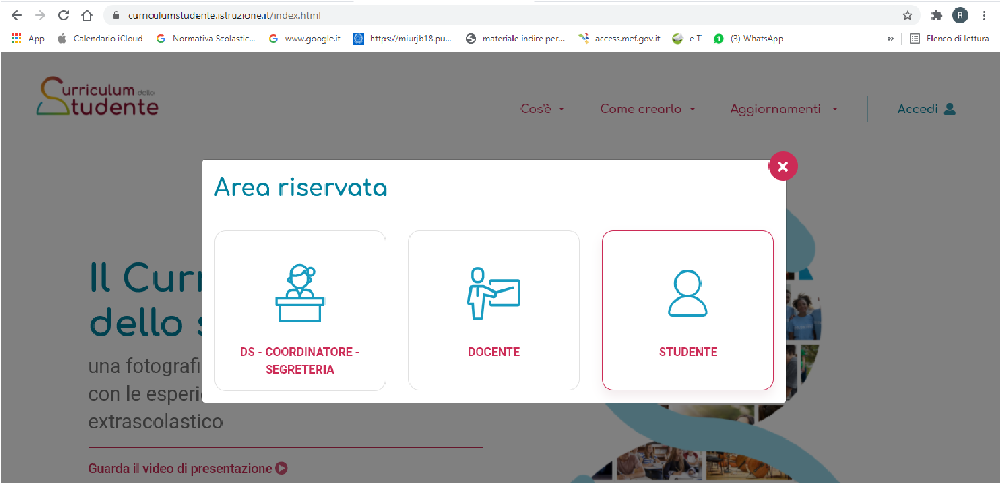 curriculumstudente.istruzione.it/index.html
R
App
Calendario iCloud
Normativa Scolastic...
www.google.it
https://miurjb18.pu...
materiale indire per...
access.mef.gov.it
e T
1
(3) WhatsApp
»
Elenco di lettura
Curriculum dello
Studente
Cos'è
Come crearlo
Aggiornamenti
Accedi
Area riservata
DS - COORDINATORE -
SEGRETERIA
DOCENTE
STUDENTE
Il Curr
dello s
una fotografi
con le esperi
extrascolastico
Guarda il video di presentazione